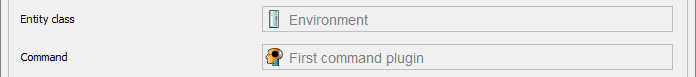 Entity class Environment
Command First command plugin